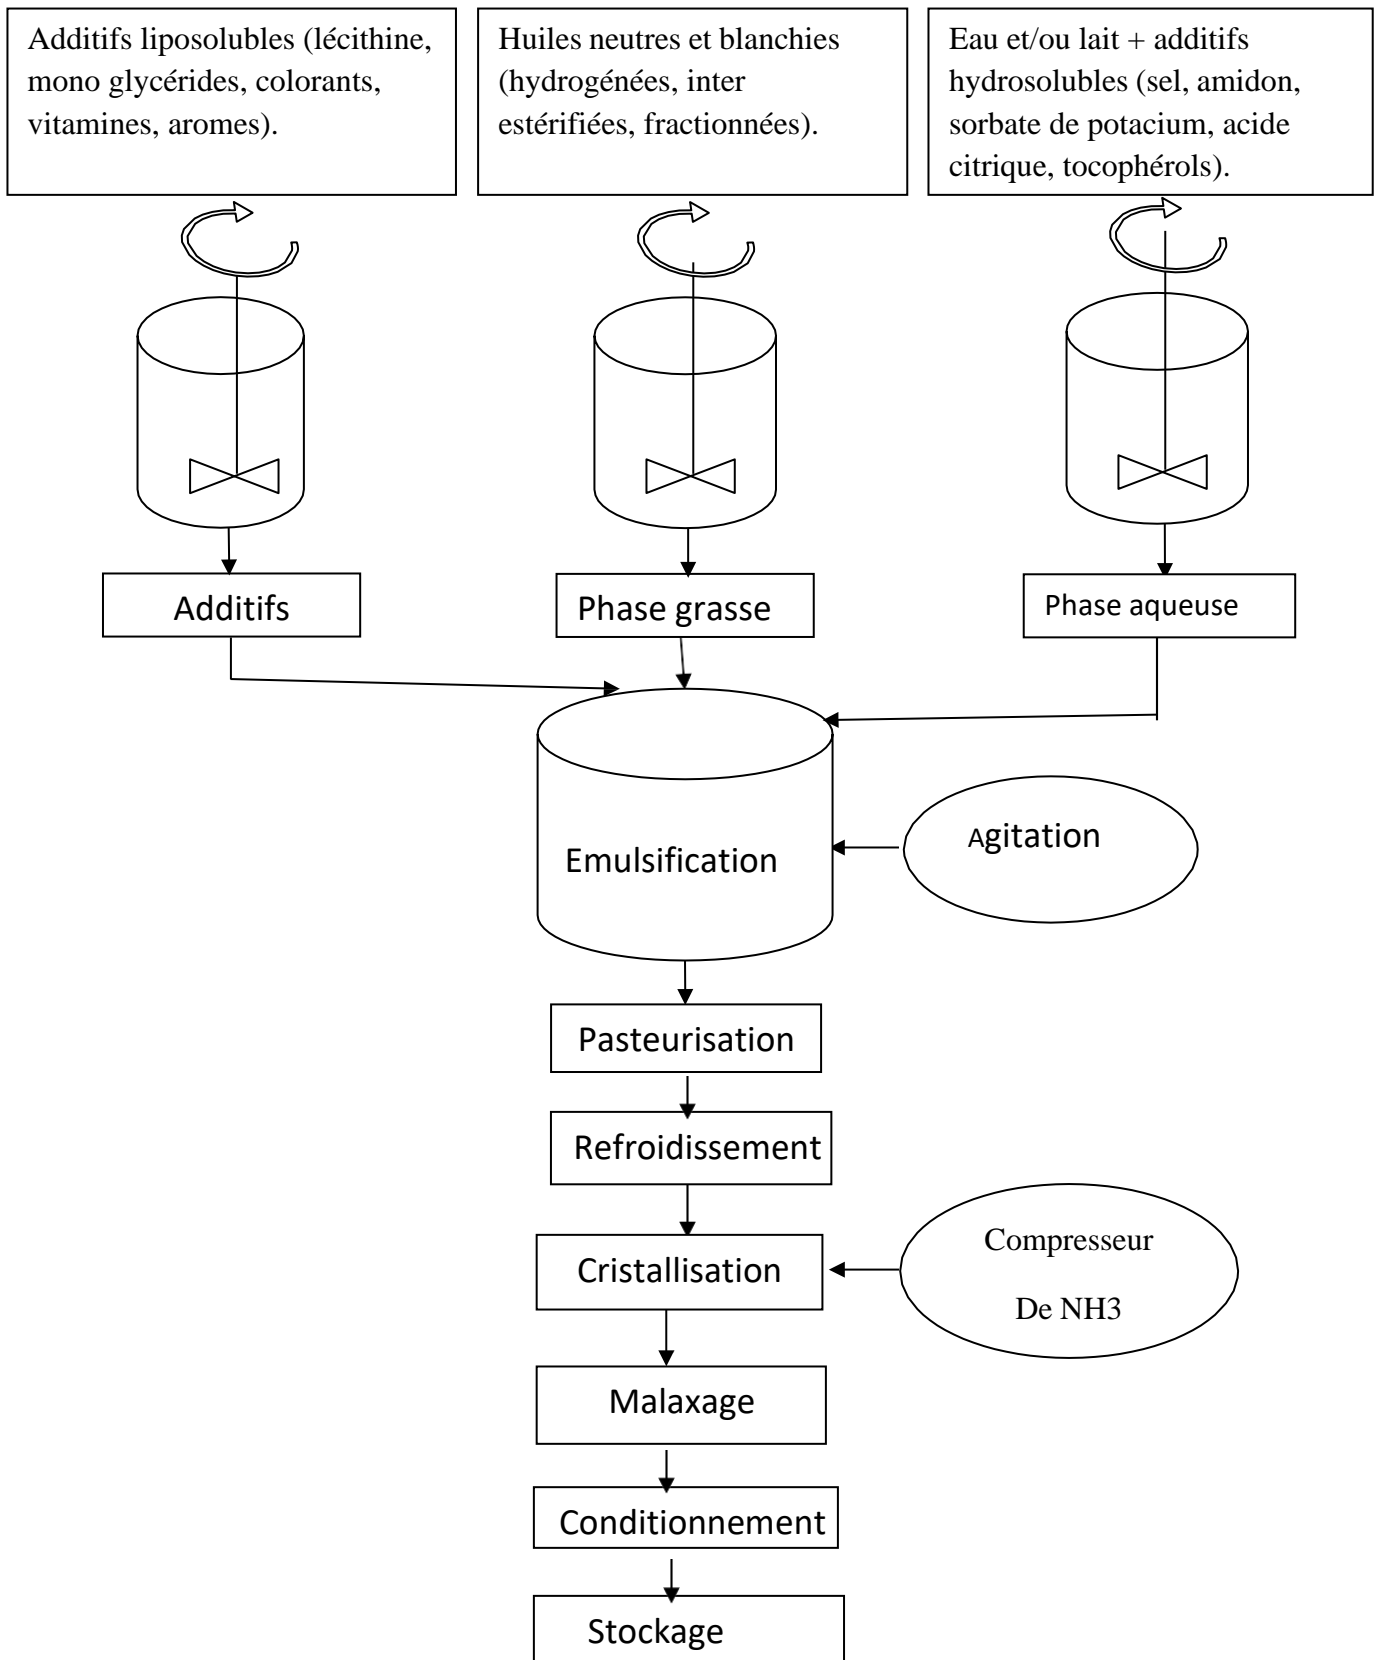 Additifs liposolubles (lécithine,
mono glycérides, colorants,
vitamines, aromes).
Huiles neutres et blanchies
(hydrogénées, inter
estérifiées, fractionnées).
Eau et/ou lait + additifs
hydrosolubles (sel, amidon,
sorbate de potacium, acide
citrique, tocophérols).
Additifs
Phase grasse
Phase aqueuse
Emulsification
Agitation
Pasteurisation
Refroidissement
Cristallisation
Compresseur
De NH3
Malaxage
Conditionnement
Stockage